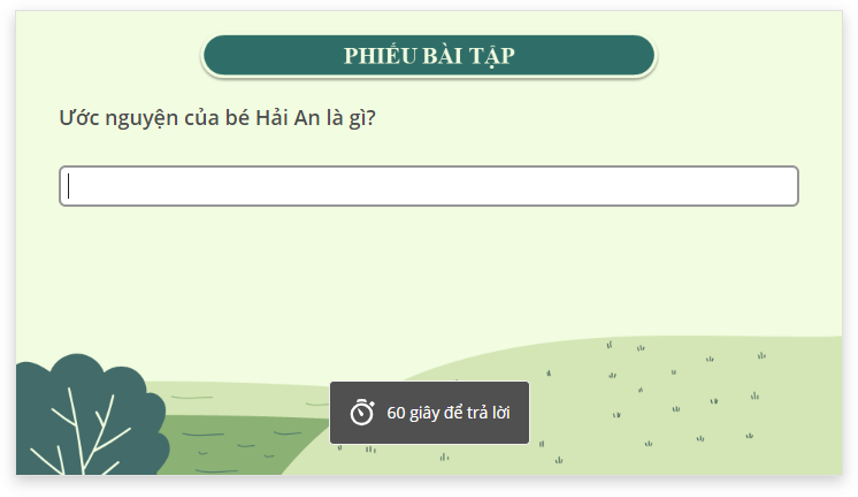 PHIẾU BÀI TẬP
Ước nguyện của bé Hải An là gì?
60 giây để trả lời